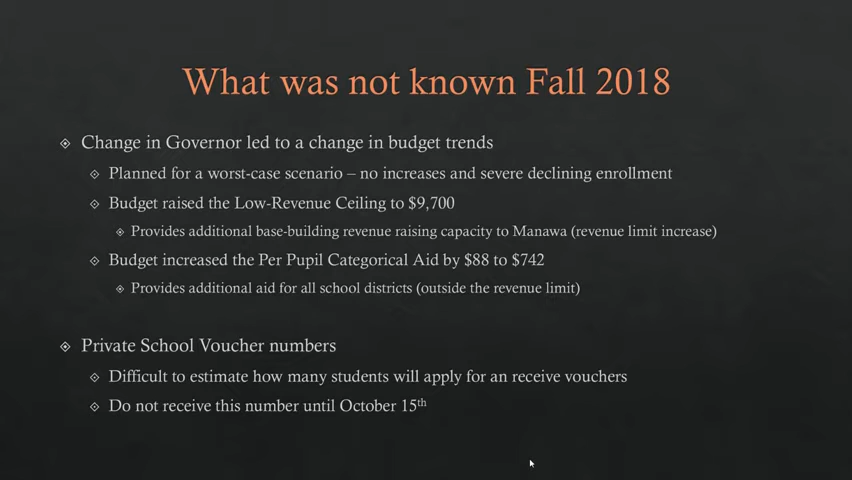 What was not known Fall 2018
Change in Governor led to a change in budget trends
Planned for a worst-case scenario – no increases and severe declining enrollment
Budget raised the Low-Revenue Ceiling to $9,700
Provides additional base-building revenue raising capacity to Manawa (revenue limit increase)
Budget increased the Per Pupil Categorical Aid by $88 to $742
Provides additional aid for all school districts (outside the revenue limit)
Private School Voucher numbers
Difficult to estimate how many students will apply for an receive vouchers
Do not receive this number until October 15th